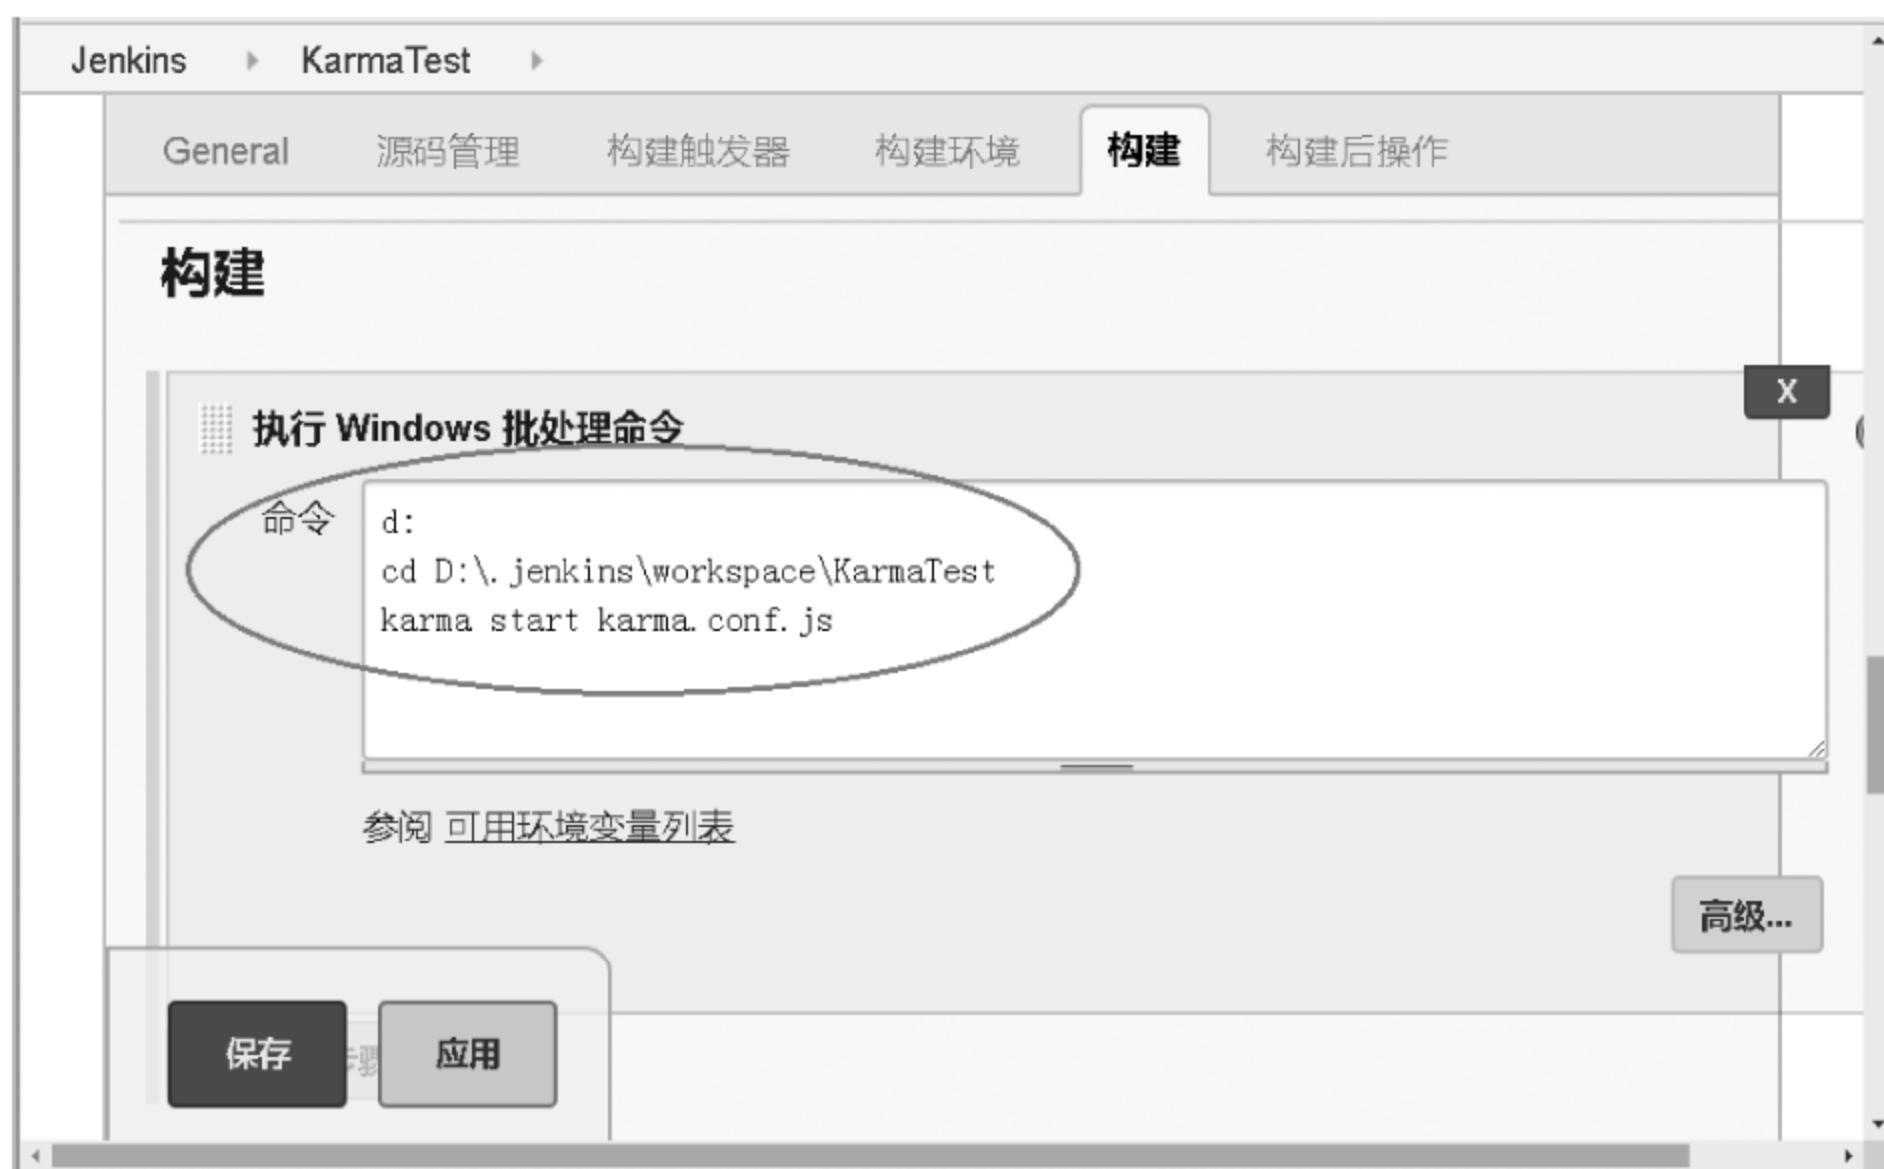 Jenkins KarmaTest
General 源码管理 构建触发器 构建环境 构建 构建后操作
构建
X
执行 Windows 批处理命令
命令
d:
cd D:\.jenkins\workspace\KarmaTest
karma start karma.conf.js
参阅 可用环境变量列表
高级...
保存 应用